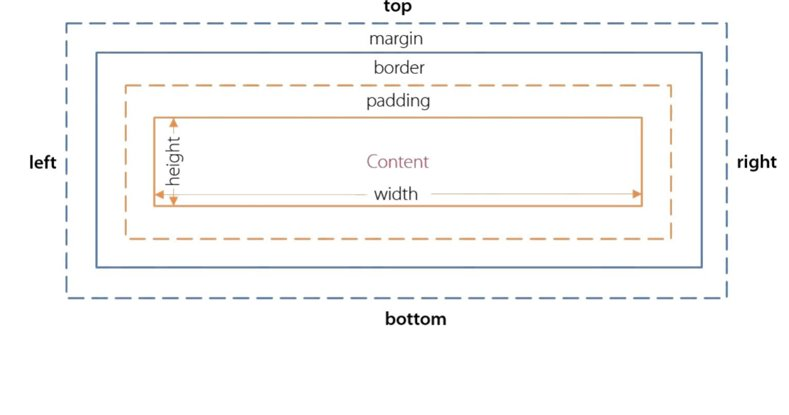 top
margin
border
padding
left
height
Content
right
width
bottom